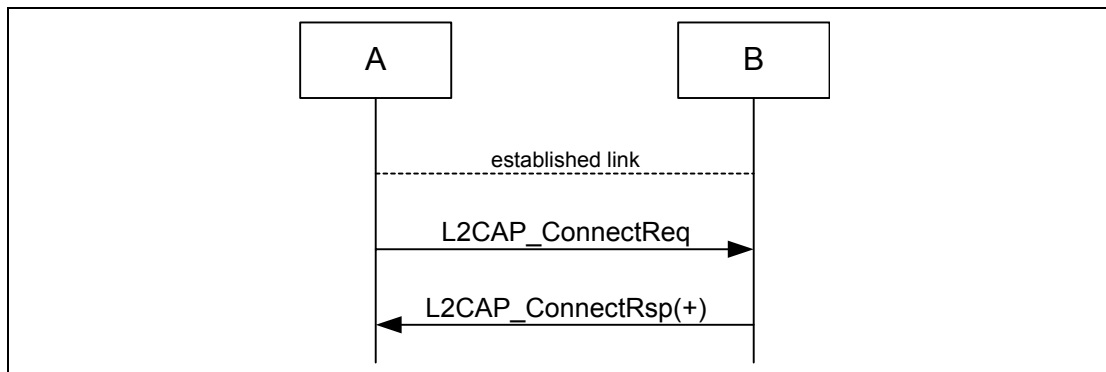 A
B
established link
L2CAP_ConnectReq
L2CAP_ConnectRsp(+)